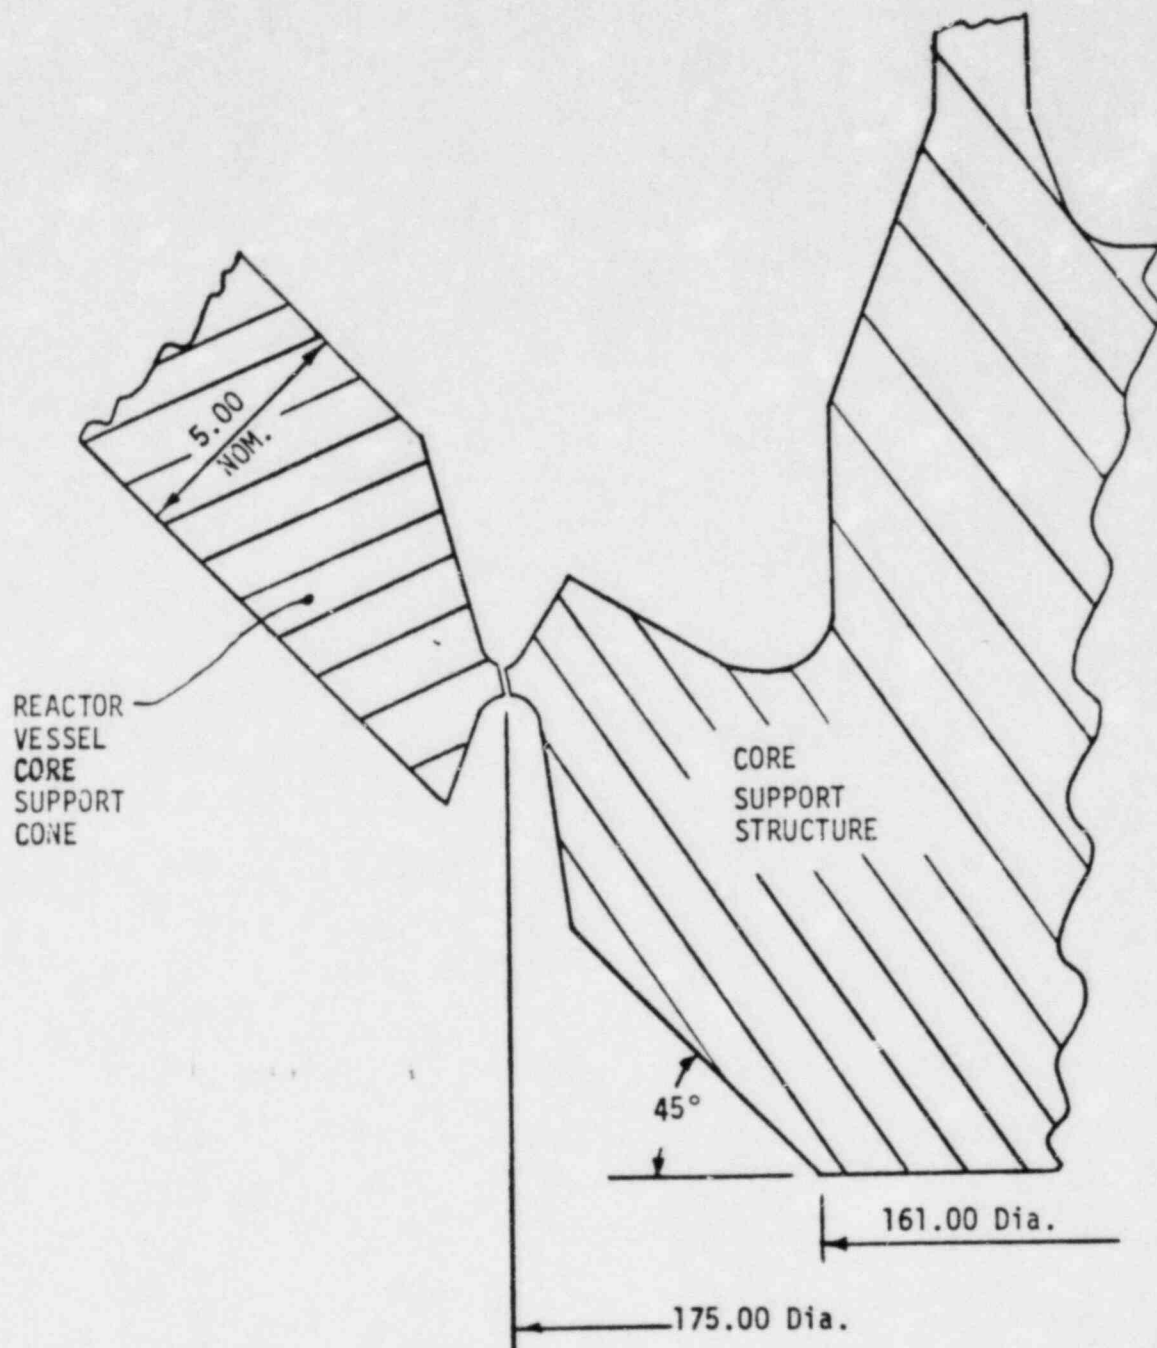 5.00
NOM.
REACTOR
VESSEL
CORE
SUPPORT
CONE
CORE
SUPPORT
STRUCTURE
45°
161.00 Dia.
175.00 Dia.